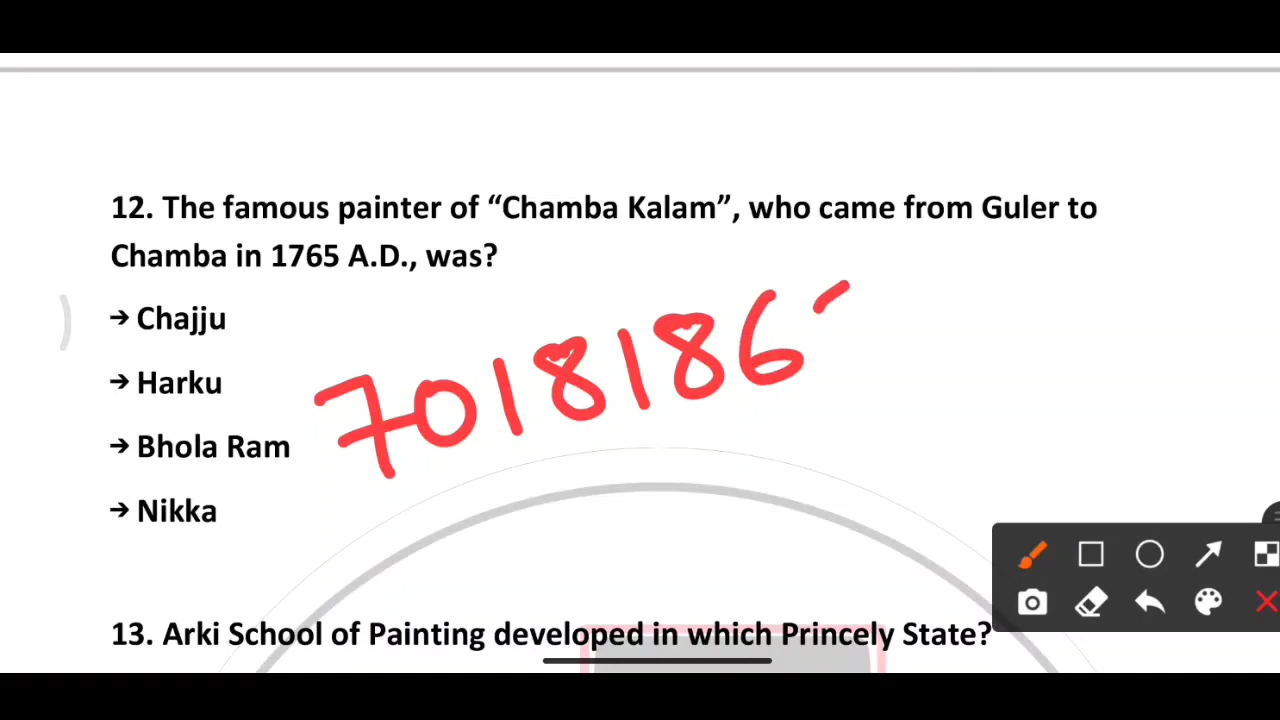 12. The famous painter of “Chamba Kalam”, who came from Guler to
Chamba in 1765 A.D., was?
→ Chajju
→ Harku
→ Bhola Ram
→ Nikka
7018186
13. Arki School of Painting developed in which Princely State?